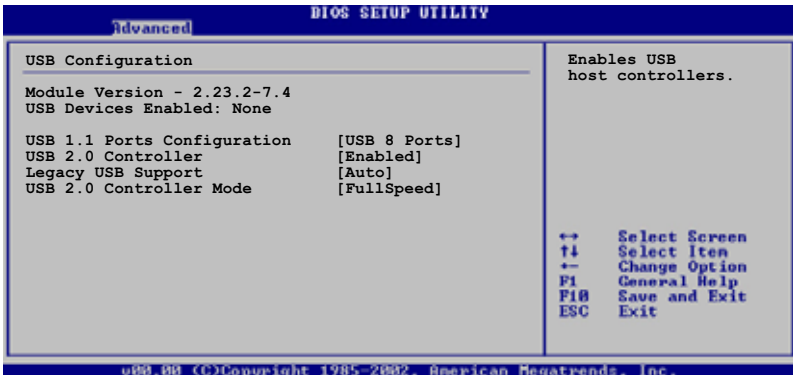 BIOS SETUP UTILITY
Advanced
USB Configuration
Module Version - 2.23.2-7.4
USB Devices Enabled: None
USB 1.1 Ports Configuration [USB 8 Ports]
USB 2.0 Controller [Enabled]
Legacy USB Support [Auto]
USB 2.0 Controller Mode [FullSpeed]
Enables USB
host controllers.
↔ Select Screen
↑↓ Select Item
+- Change Option
F1 General Help
F10 Save and Exit
ESC Exit
v00.00 (C)Copyright 1985-2002, American Megatrends, Inc.